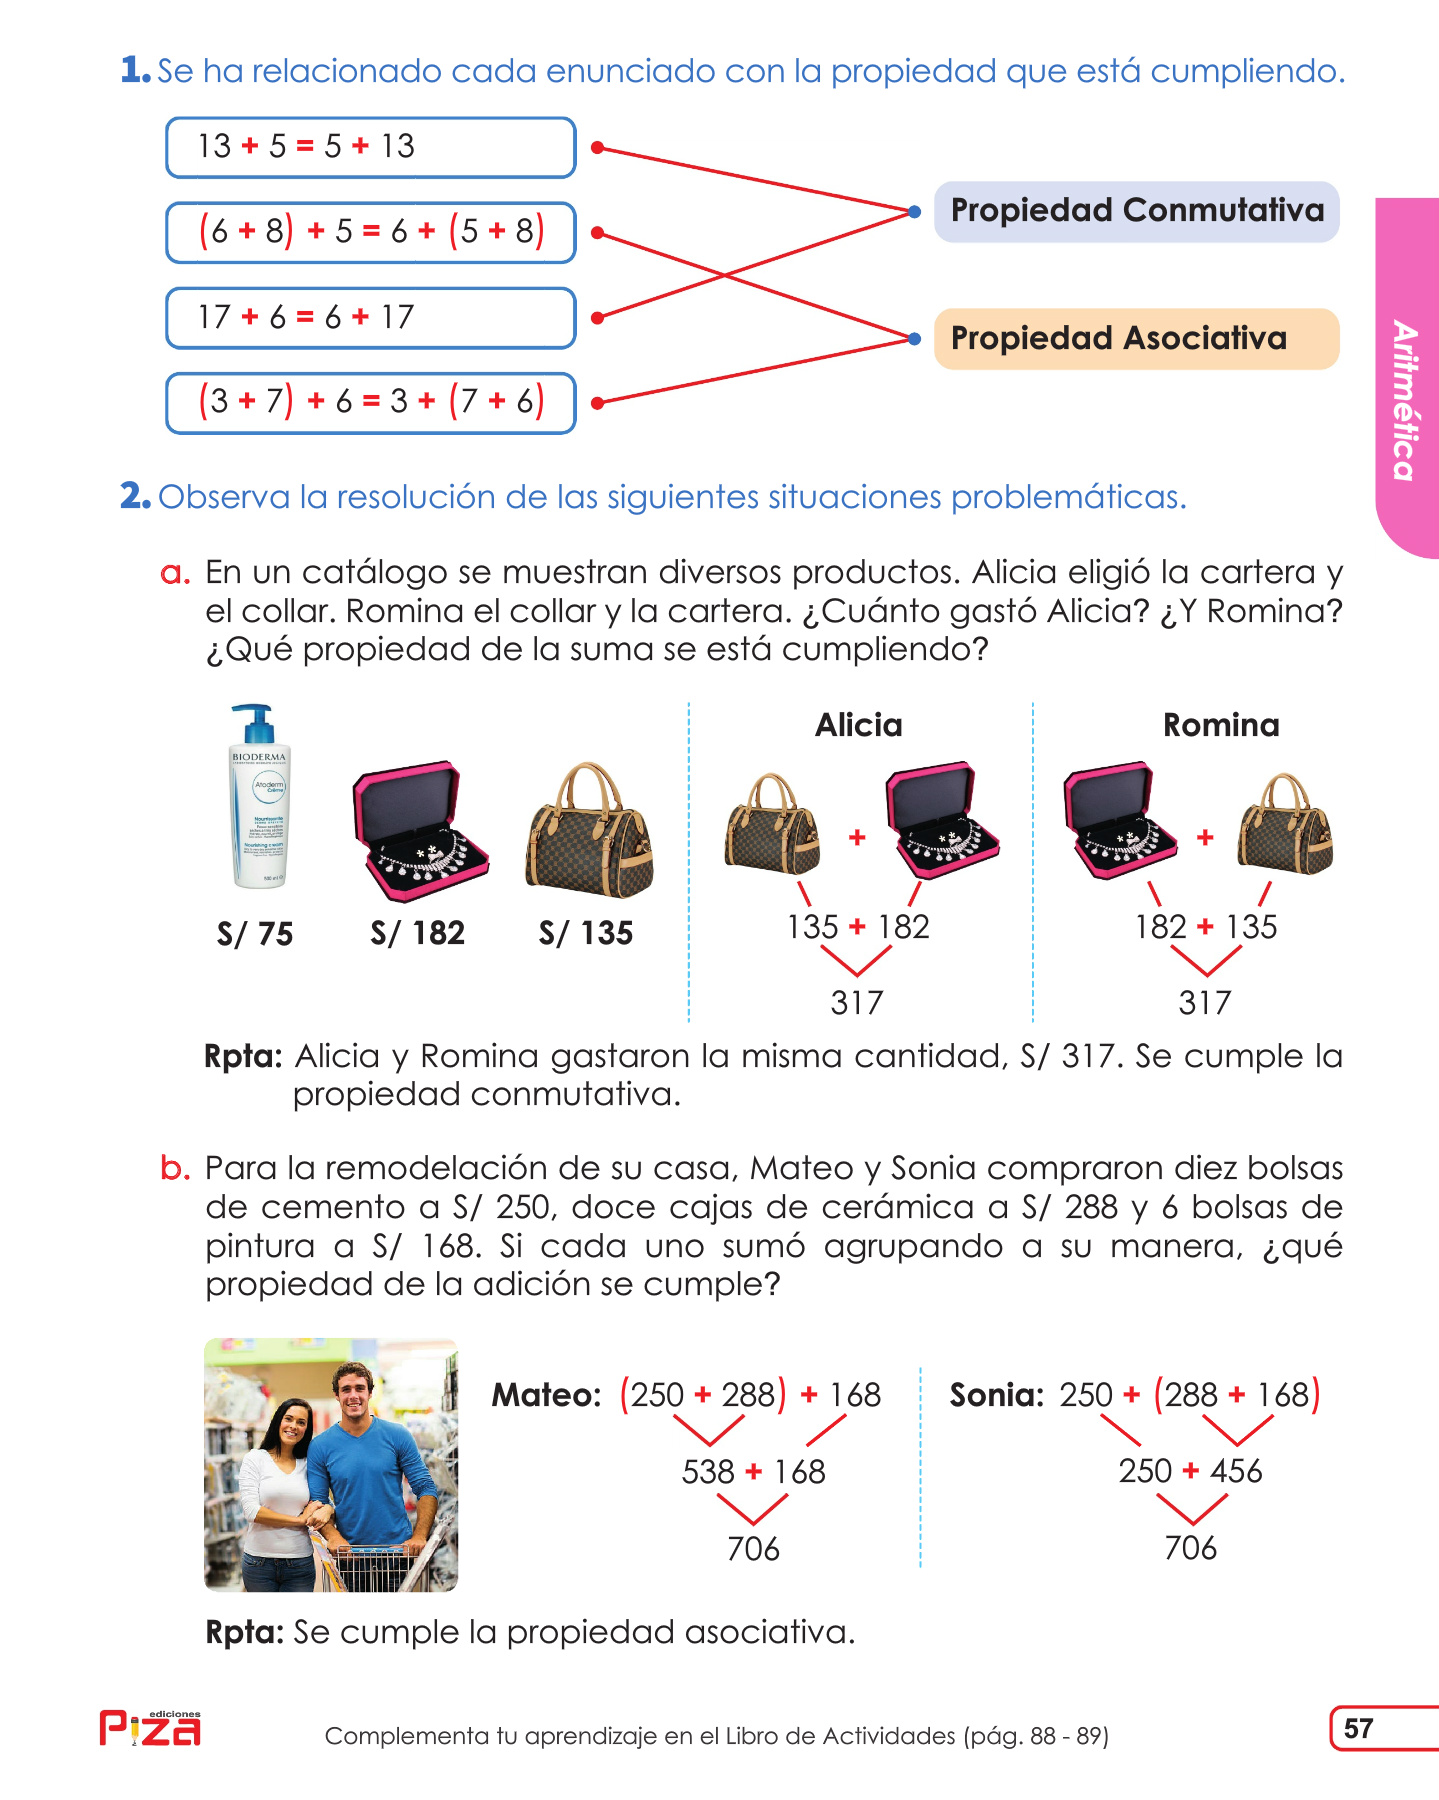 1. Se ha relacionado cada enunciado con la propiedad que está cumpliendo.
13 + 5 = 5 + 13
(6 + 8) + 5 = 6 + (5 + 8)
17 + 6 = 6 + 17
(3 + 7) + 6 = 3 + (7 + 6)
Propiedad Conmutativa
Propiedad Asociativa
Aritmética
2. Observa la resolución de las siguientes situaciones problemáticas.
a. En un catálogo se muestran diversos productos. Alicia eligió la cartera y
el collar. Romina el collar y la cartera. ¿Cuánto gastó Alicia? ¿Y Romina?
¿Qué propiedad de la suma se está cumpliendo?
BIODERMA
Atoderm
Crème
S/ 75
S/ 182
S/ 135
Alicia
+
135 + 182
317
Romina
+
182 + 135
317
Rpta: Alicia y Romina gastaron la misma cantidad, S/ 317. Se cumple la
propiedad conmutativa.
b. Para la remodelación de su casa, Mateo y Sonia compraron diez bolsas
de cemento a S/ 250, doce cajas de cerámica a S/ 288 y 6 bolsas de
pintura a S/ 168. Si cada uno sumó agrupando a su manera, ¿qué
propiedad de la adición se cumple?
Mateo: (250 + 288) + 168
538 + 168
706
Sonia: 250 + (288 + 168)
250 + 456
706
Rpta: Se cumple la propiedad asociativa.
ediciones
Piza
Complementa tu aprendizaje en el Libro de Actividades (pág. 88 - 89)
57